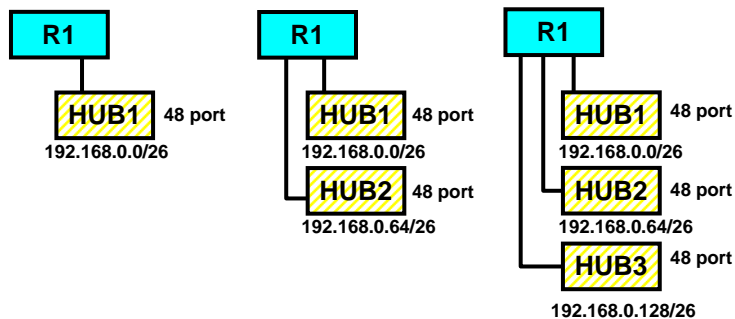 R1
HUB1 48 port
192.168.0.0/26
R1
HUB1 48 port
192.168.0.0/26
HUB2 48 port
192.168.0.64/26
R1
HUB1 48 port
192.168.0.0/26
HUB2 48 port
192.168.0.64/26
HUB3 48 port
192.168.0.128/26